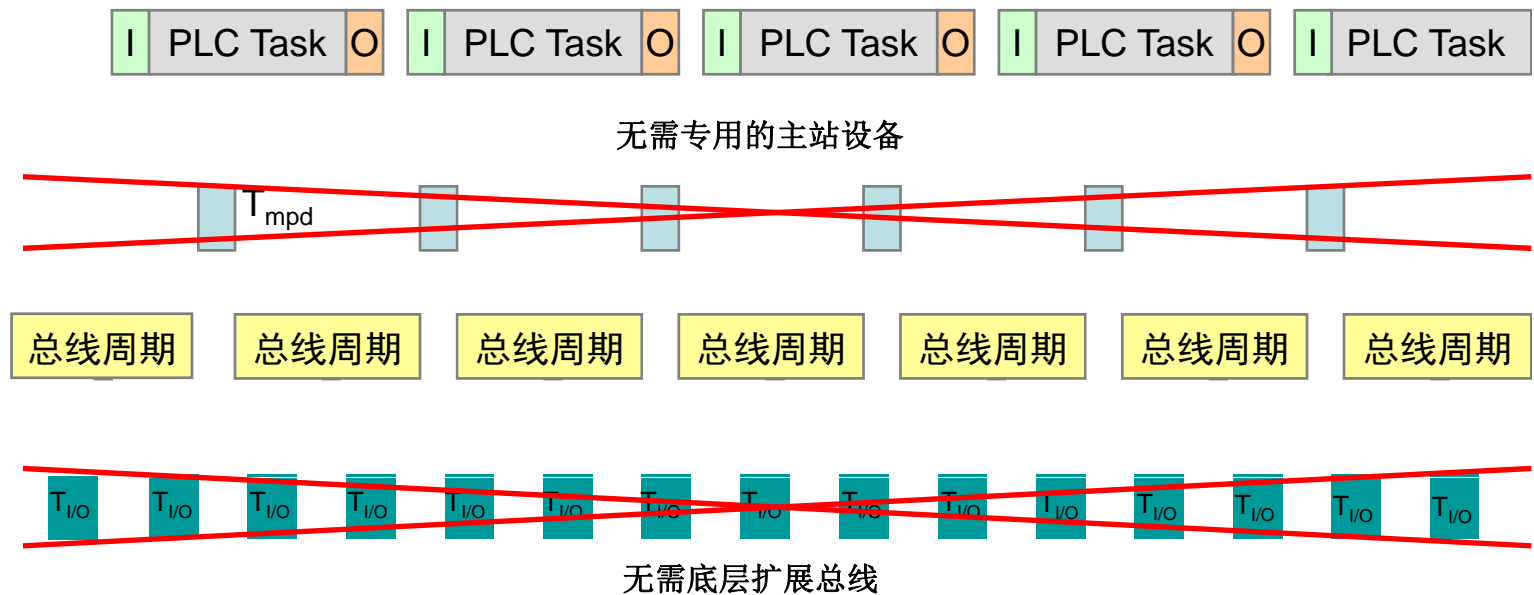 I PLC Task O I PLC Task O I PLC Task O I PLC Task O I PLC Task
无需专用的主站设备
Tmpd
总线周期 总线周期 总线周期 总线周期 总线周期 总线周期 总线周期
TI/O TI/O TI/O TI/O TI/O TI/O TI/O TI/O TI/O TI/O TI/O TI/O TI/O TI/O TI/O
无需底层扩展总线